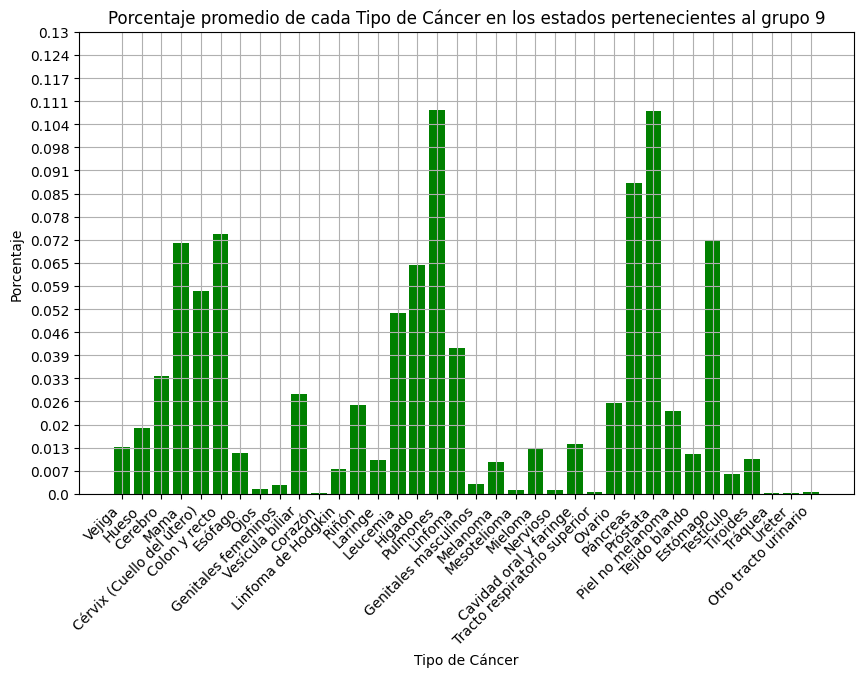 Porcentaje promedio de cada Tipo de Cáncer en los estados pertenecientes al grupo 9
0.13
0.124
0.117
0.111
0.104
0.098
0.091
0.085
0.078
0.072
0.065
0.059
0.052
0.046
0.039
0.033
0.026
0.02
0.013
0.007
0.0
Porcentaje
Vejiga
Hueso
Cerebro
Mama
Cérvix (Cuello del útero)
Colon y recto
Esófago
Ojos
Genitales femeninos
Vesícula biliar
Corazón
Linfoma de Hodgkin
Riñón
Laringe
Leucemia
Hígado
Pulmones
Linfoma
Genitales masculinos
Melanoma
Mesotelioma
Mieloma
Nervioso
Cavidad oral y faringe
Tracto respiratorio superior
Ovario
Páncreas
Próstata
Piel no melanoma
Tejido blando
Estómago
Testículo
Tiroides
Tráquea
Uréter
Otro tracto urinario
Tipo de Cáncer